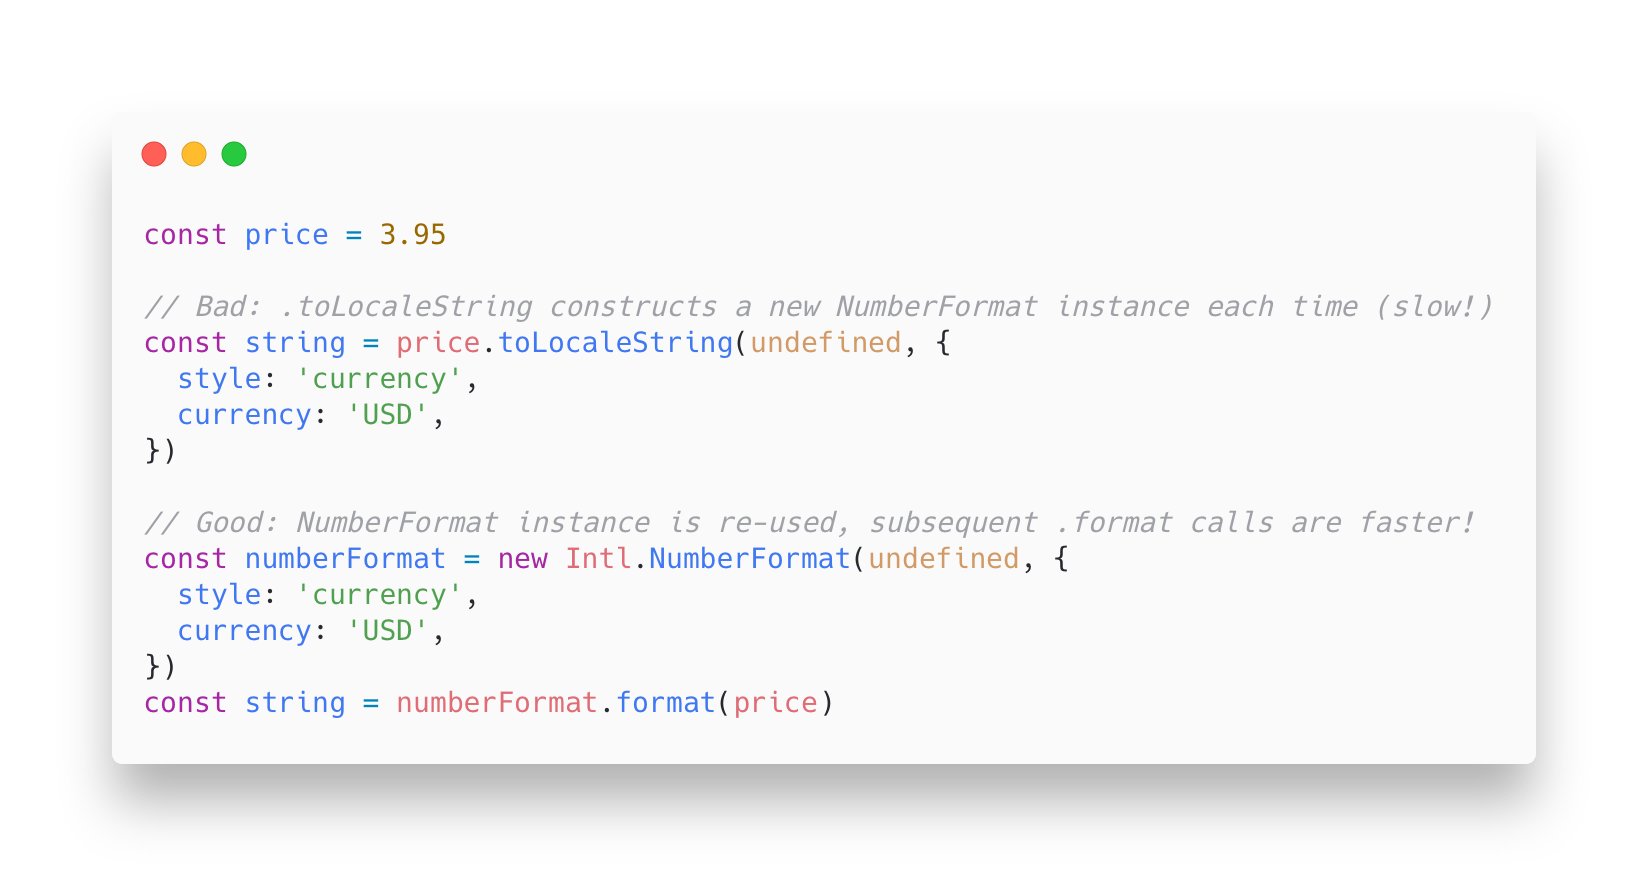 const price = 3.95

// Bad: .toLocaleString constructs a new NumberFormat instance each time (slow!)
const string = price.toLocaleString(undefined, {
  style: 'currency',
  currency: 'USD',
})

// Good: NumberFormat instance is re-used, subsequent .format calls are faster!
const numberFormat = new Intl.NumberFormat(undefined, {
  style: 'currency',
  currency: 'USD',
})
const string = numberFormat.format(price)